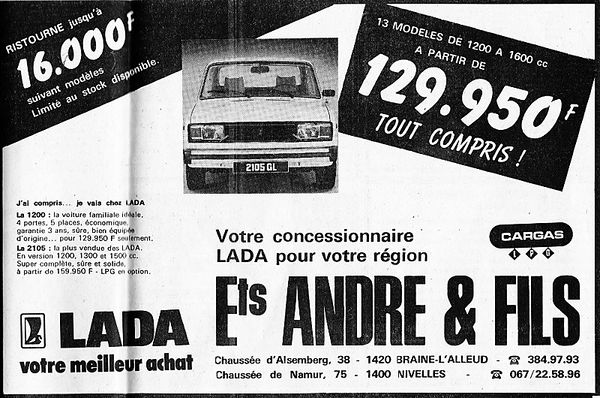 RISTOURNE jusqu'à
16.000F
suivant modèles
Limité au stock disponible.
13 MODELES DE 1200 A 1600 cc
A PARTIR DE
129.950F
TOUT COMPRIS !
2105 GL
J'ai compris... je vais chez LADA
La 1200 : la voiture familiale idéale,
4 portes, 5 places, économique,
garantie 3 ans, sûre, bien équipée
d'origine... pour 129.950 F seulement.
La 2105 : la plus vendue des LADA.
En version 1200, 1300 et 1500 cc.
Super complète, sûre et solide,
à partir de 159.950 F - LPG en option.
LADA
votre meilleur achat
Votre concessionnaire
LADA pour votre région
CARGAS
LPG
Ets ANDRE & FILS
Chaussée d'Alsemberg, 38 - 1420 BRAINE-L'ALLEUD - ☎ 384.97.93
Chaussée de Namur, 75 - 1400 NIVELLES - ☎ 067/22.58.96